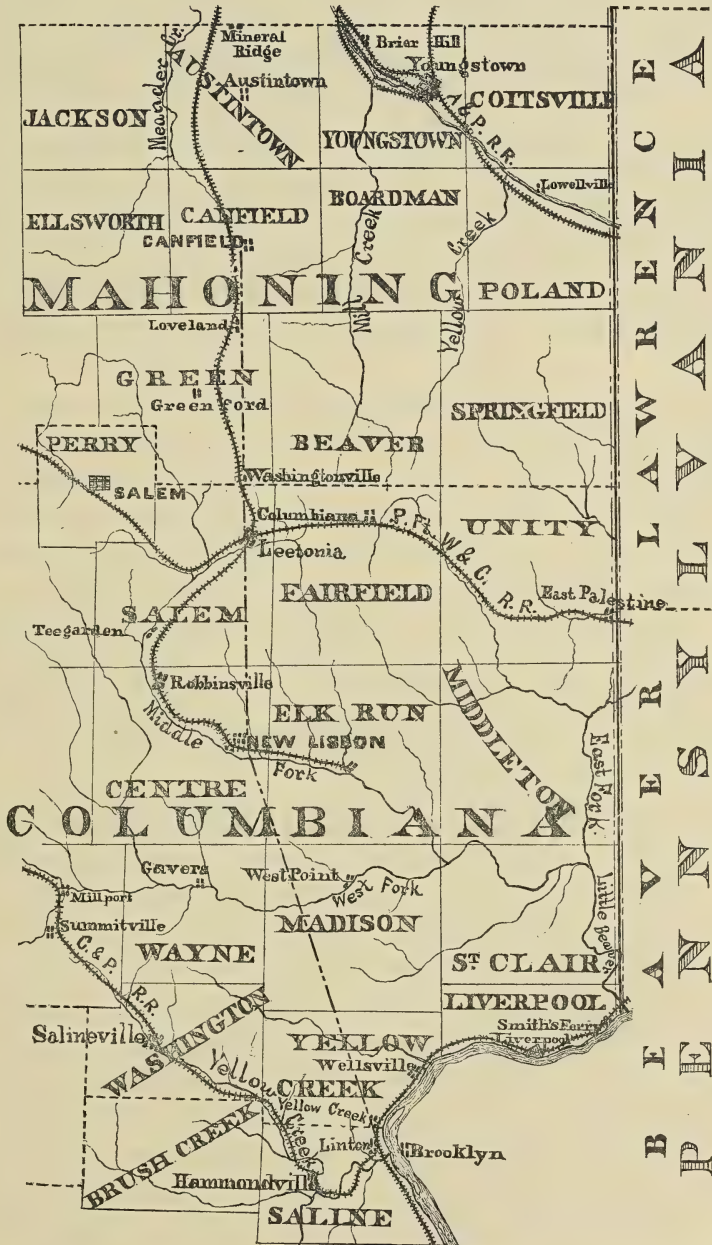 Mineral
Ridge
Brier Hill
Youngstown
Meander Cr.
AUSTINTOWN
Austintown
COITSVILLE
JACKSON
A & P. R. R.
YOUNGSTOWN
Lowellville
BOARDMAN
ELLSWORTH
CANFIELD
CANFIELD
Mill Creek
Yellow Creek
MAHONING
POLAND
Loveland
GREEN
Green ford
SPRINGFIELD
PERRY
BEAVER
SALEM
Washingtonville
Columbiana
P. Ft. W & C. R. R.
UNITY
Leetonia
FAIRFIELD
East Palestine
SALEM
Teegarden
Robbinsville
MIDDLETON
ELK RUN
Middle Fork
NEW LISBON
East Fork
CENTRE
COLUMBIANA
Gavers
West Point
West Fork
Millport
Little Beaver
Summitville
MADISON
C. & P. R. R.
WAYNE
ST. CLAIR
LIVERPOOL
WASHINGTON
Smith's Ferry
Liverpool
Salineville
YELLOW
CREEK
Wellsville
Yellow Creek
Yellow Creek
BRUSH CREEK
Linton
Brooklyn
Hammondville
SALINE
LAWRENCE
BEAVER
PENNSYLVANIA